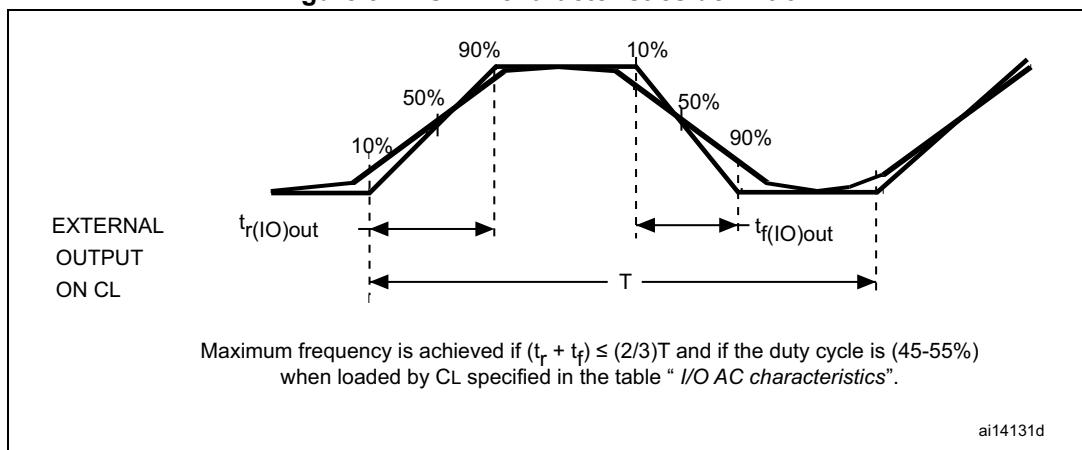 90%
10%
50%
50%
10%
90%
EXTERNAL
OUTPUT
ON CL
tr(IO)out
tf(IO)out
T
Maximum frequency is achieved if (tr + tf) ≤ (2/3)T and if the duty cycle is (45-55%)
when loaded by CL specified in the table “ I/O AC characteristics”.
ai14131d